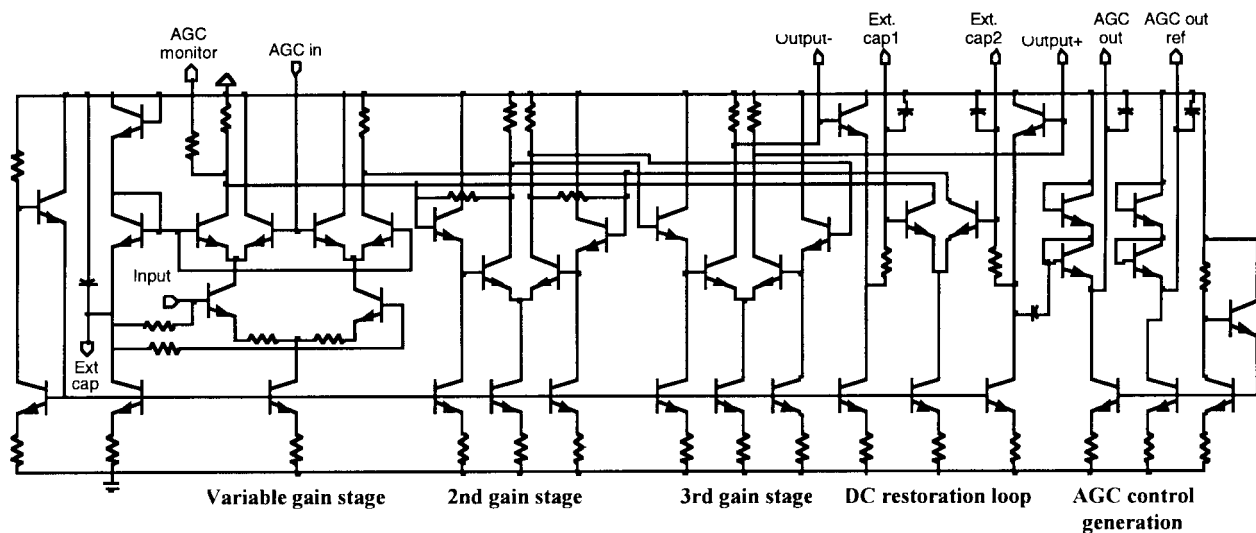 AGC
monitor
AGC in
Output-
Ext.
cap1
Ext.
cap2
Output+
AGC
out
AGC out
ref
Input
Ext
cap
Variable gain stage
2nd gain stage
3rd gain stage
DC restoration loop
AGC control
generation